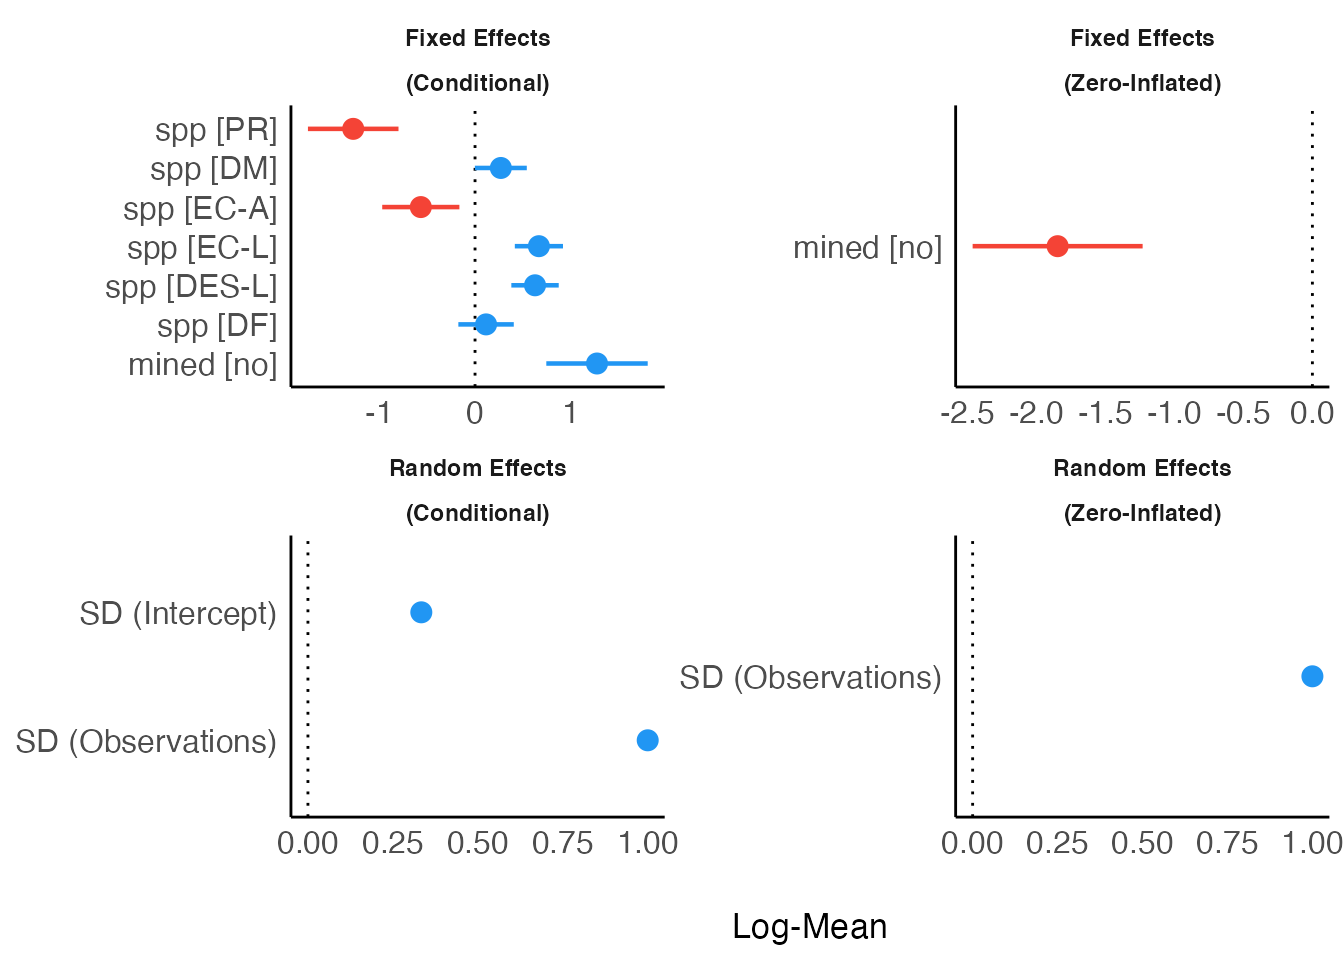 Fixed Effects
(Conditional)
spp [PR]
spp [DM]
spp [EC-A]
spp [EC-L]
spp [DES-L]
spp [DF]
mined [no]
-1 0 1
Fixed Effects
(Zero-Inflated)
mined [no]
-2.5 -2.0 -1.5 -1.0 -0.5 0.0
Random Effects
(Conditional)
SD (Intercept)
SD (Observations)
0.00 0.25 0.50 0.75 1.00
Random Effects
(Zero-Inflated)
SD (Observations)
0.00 0.25 0.50 0.75 1.00
Log-Mean